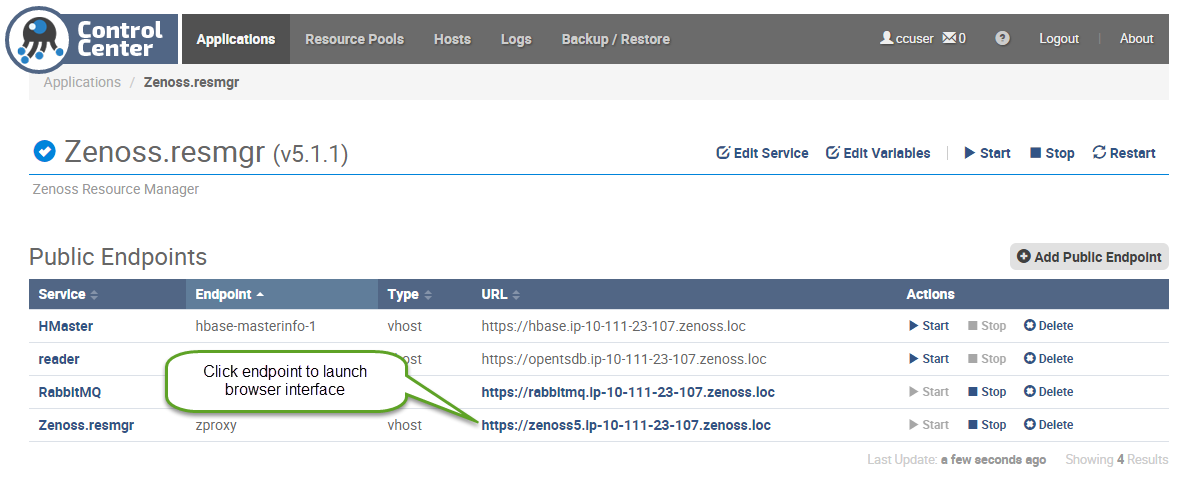 Control Center
Applications Resource Pools Hosts Logs Backup / Restore ccuser 0 ? Logout | About
Applications / Zenoss.resmgr
Zenoss.resmgr (v5.1.1) Edit Service Edit Variables | Start Stop Restart
Zenoss Resource Manager
Public Endpoints Add Public Endpoint
Service Endpoint Type URL Actions
HMaster hbase-masterinfo-1 vhost https://hbase.ip-10-111-23-107.zenoss.loc Start Stop Delete
reader host https://opentsdb.ip-10-111-23-107.zenoss.loc Start Stop Delete
Click endpoint to launch
browser interface
RabbitMQ https://rabbitmq.ip-10-111-23-107.zenoss.loc Start Stop Delete
Zenoss.resmgr zproxy vhost https://zenoss5.ip-10-111-23-107.zenoss.loc Start Stop Delete
Last Update: a few seconds ago Showing 4 Results